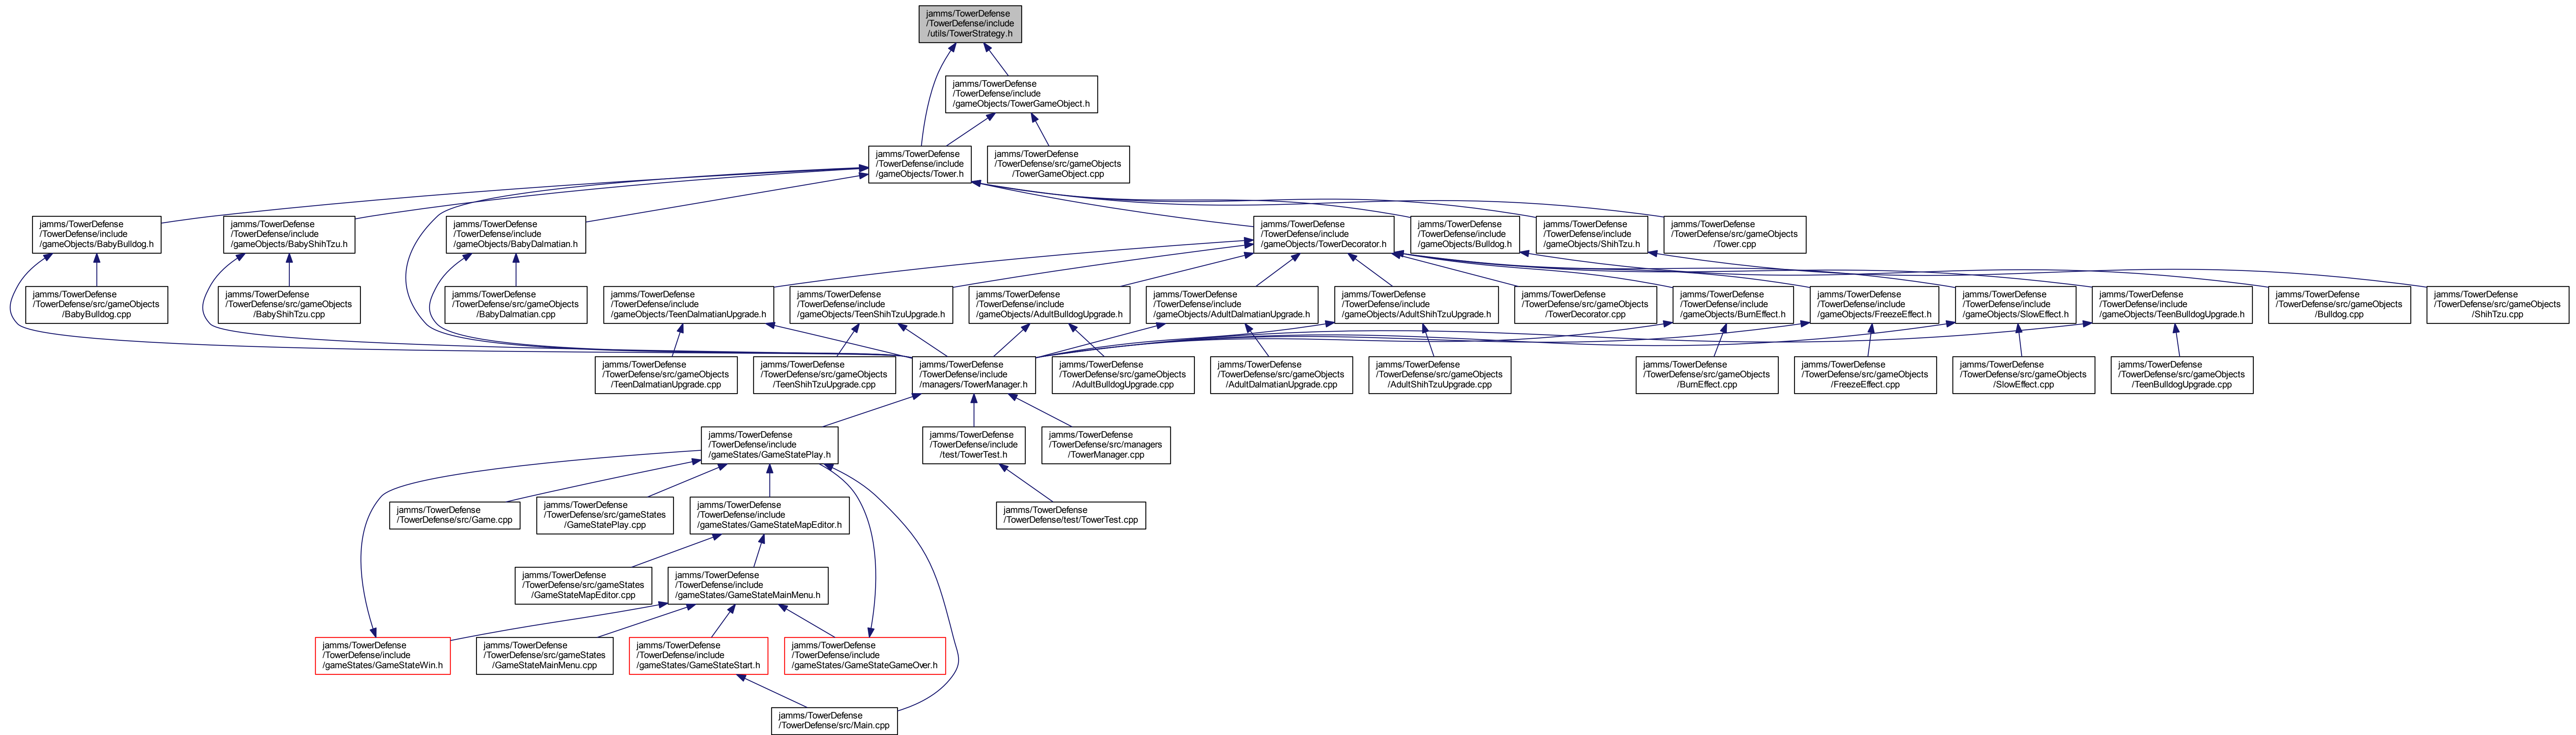 jamms/TowerDefense
/TowerDefense/include
/utils/TowerStrategy.h
jamms/TowerDefense
/TowerDefense/include
/gameObjects/TowerGameObject.h
jamms/TowerDefense
/TowerDefense/include
/gameObjects/Tower.h
jamms/TowerDefense
/TowerDefense/src/gameObjects
/TowerGameObject.cpp
jamms/TowerDefense
/TowerDefense/include
/gameObjects/BabyBulldog.h
jamms/TowerDefense
/TowerDefense/include
/gameObjects/BabyShihTzu.h
jamms/TowerDefense
/TowerDefense/include
/gameObjects/BabyDalmatian.h
jamms/TowerDefense
/TowerDefense/include
/gameObjects/TowerDecorator.h
jamms/TowerDefense
/TowerDefense/include
/gameObjects/Bulldog.h
jamms/TowerDefense
/TowerDefense/include
/gameObjects/ShihTzu.h
jamms/TowerDefense
/TowerDefense/src/gameObjects
/Tower.cpp
jamms/TowerDefense
/TowerDefense/src/gameObjects
/BabyBulldog.cpp
jamms/TowerDefense
/TowerDefense/src/gameObjects
/BabyShihTzu.cpp
jamms/TowerDefense
/TowerDefense/src/gameObjects
/BabyDalmatian.cpp
jamms/TowerDefense
/TowerDefense/include
/gameObjects/TeenDalmatianUpgrade.h
jamms/TowerDefense
/TowerDefense/include
/gameObjects/TeenShihTzuUpgrade.h
jamms/TowerDefense
/TowerDefense/include
/gameObjects/AdultBulldogUpgrade.h
jamms/TowerDefense
/TowerDefense/include
/gameObjects/AdultDalmatianUpgrade.h
jamms/TowerDefense
/TowerDefense/include
/gameObjects/AdultShihTzuUpgrade.h
jamms/TowerDefense
/TowerDefense/src/gameObjects
/TowerDecorator.cpp
jamms/TowerDefense
/TowerDefense/include
/gameObjects/BurnEffect.h
jamms/TowerDefense
/TowerDefense/include
/gameObjects/FreezeEffect.h
jamms/TowerDefense
/TowerDefense/include
/gameObjects/SlowEffect.h
jamms/TowerDefense
/TowerDefense/include
/gameObjects/TeenBulldogUpgrade.h
jamms/TowerDefense
/TowerDefense/src/gameObjects
/Bulldog.cpp
jamms/TowerDefense
/TowerDefense/src/gameObjects
/ShihTzu.cpp
jamms/TowerDefense
/TowerDefense/src/gameObjects
/TeenDalmatianUpgrade.cpp
jamms/TowerDefense
/TowerDefense/src/gameObjects
/TeenShihTzuUpgrade.cpp
jamms/TowerDefense
/TowerDefense/include
/managers/TowerManager.h
jamms/TowerDefense
/TowerDefense/src/gameObjects
/AdultBulldogUpgrade.cpp
jamms/TowerDefense
/TowerDefense/src/gameObjects
/AdultDalmatianUpgrade.cpp
jamms/TowerDefense
/TowerDefense/src/gameObjects
/AdultShihTzuUpgrade.cpp
jamms/TowerDefense
/TowerDefense/src/gameObjects
/BurnEffect.cpp
jamms/TowerDefense
/TowerDefense/src/gameObjects
/FreezeEffect.cpp
jamms/TowerDefense
/TowerDefense/src/gameObjects
/SlowEffect.cpp
jamms/TowerDefense
/TowerDefense/src/gameObjects
/TeenBulldogUpgrade.cpp
jamms/TowerDefense
/TowerDefense/include
/gameStates/GameStatePlay.h
jamms/TowerDefense
/TowerDefense/include
/test/TowerTest.h
jamms/TowerDefense
/TowerDefense/src/managers
/TowerManager.cpp
jamms/TowerDefense
/TowerDefense/src/Game.cpp
jamms/TowerDefense
/TowerDefense/src/gameStates
/GameStatePlay.cpp
jamms/TowerDefense
/TowerDefense/include
/gameStates/GameStateMapEditor.h
jamms/TowerDefense
/TowerDefense/test/TowerTest.cpp
jamms/TowerDefense
/TowerDefense/src/gameStates
/GameStateMapEditor.cpp
jamms/TowerDefense
/TowerDefense/include
/gameStates/GameStateMainMenu.h
jamms/TowerDefense
/TowerDefense/include
/gameStates/GameStateWin.h
jamms/TowerDefense
/TowerDefense/src/gameStates
/GameStateMainMenu.cpp
jamms/TowerDefense
/TowerDefense/include
/gameStates/GameStateStart.h
jamms/TowerDefense
/TowerDefense/include
/gameStates/GameStateGameOver.h
jamms/TowerDefense
/TowerDefense/src/Main.cpp